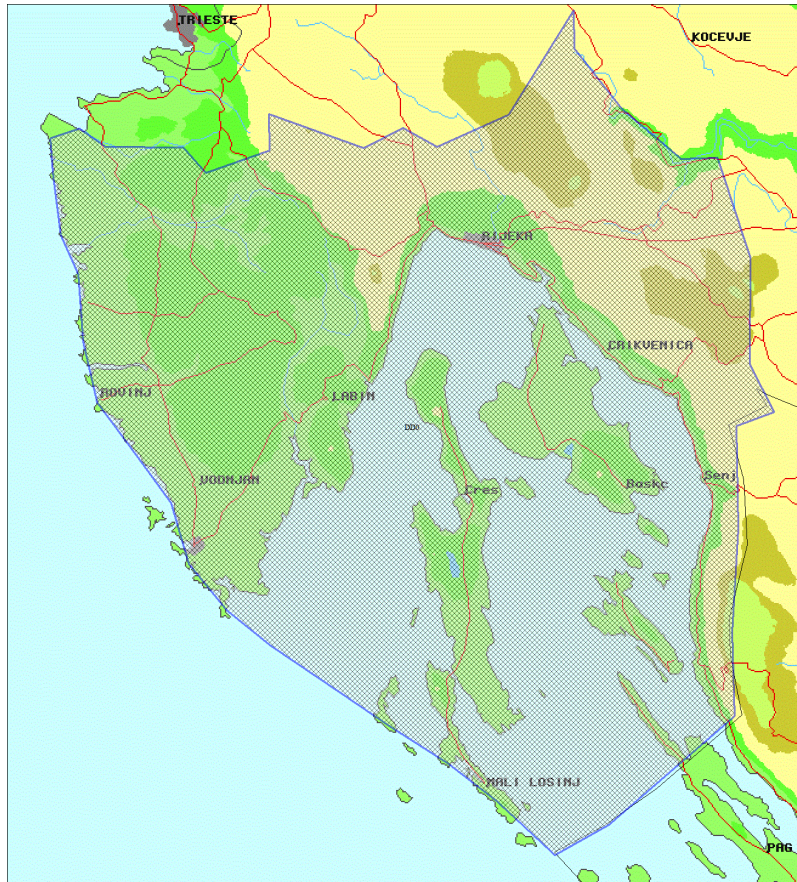 TRIESTE
KOCEVJE
RIJEKA
CRIKVENICA
ROVINJ
LABIN
VODNJAN
Cres
Baska
Senj
MALI LOSINJ
PAG